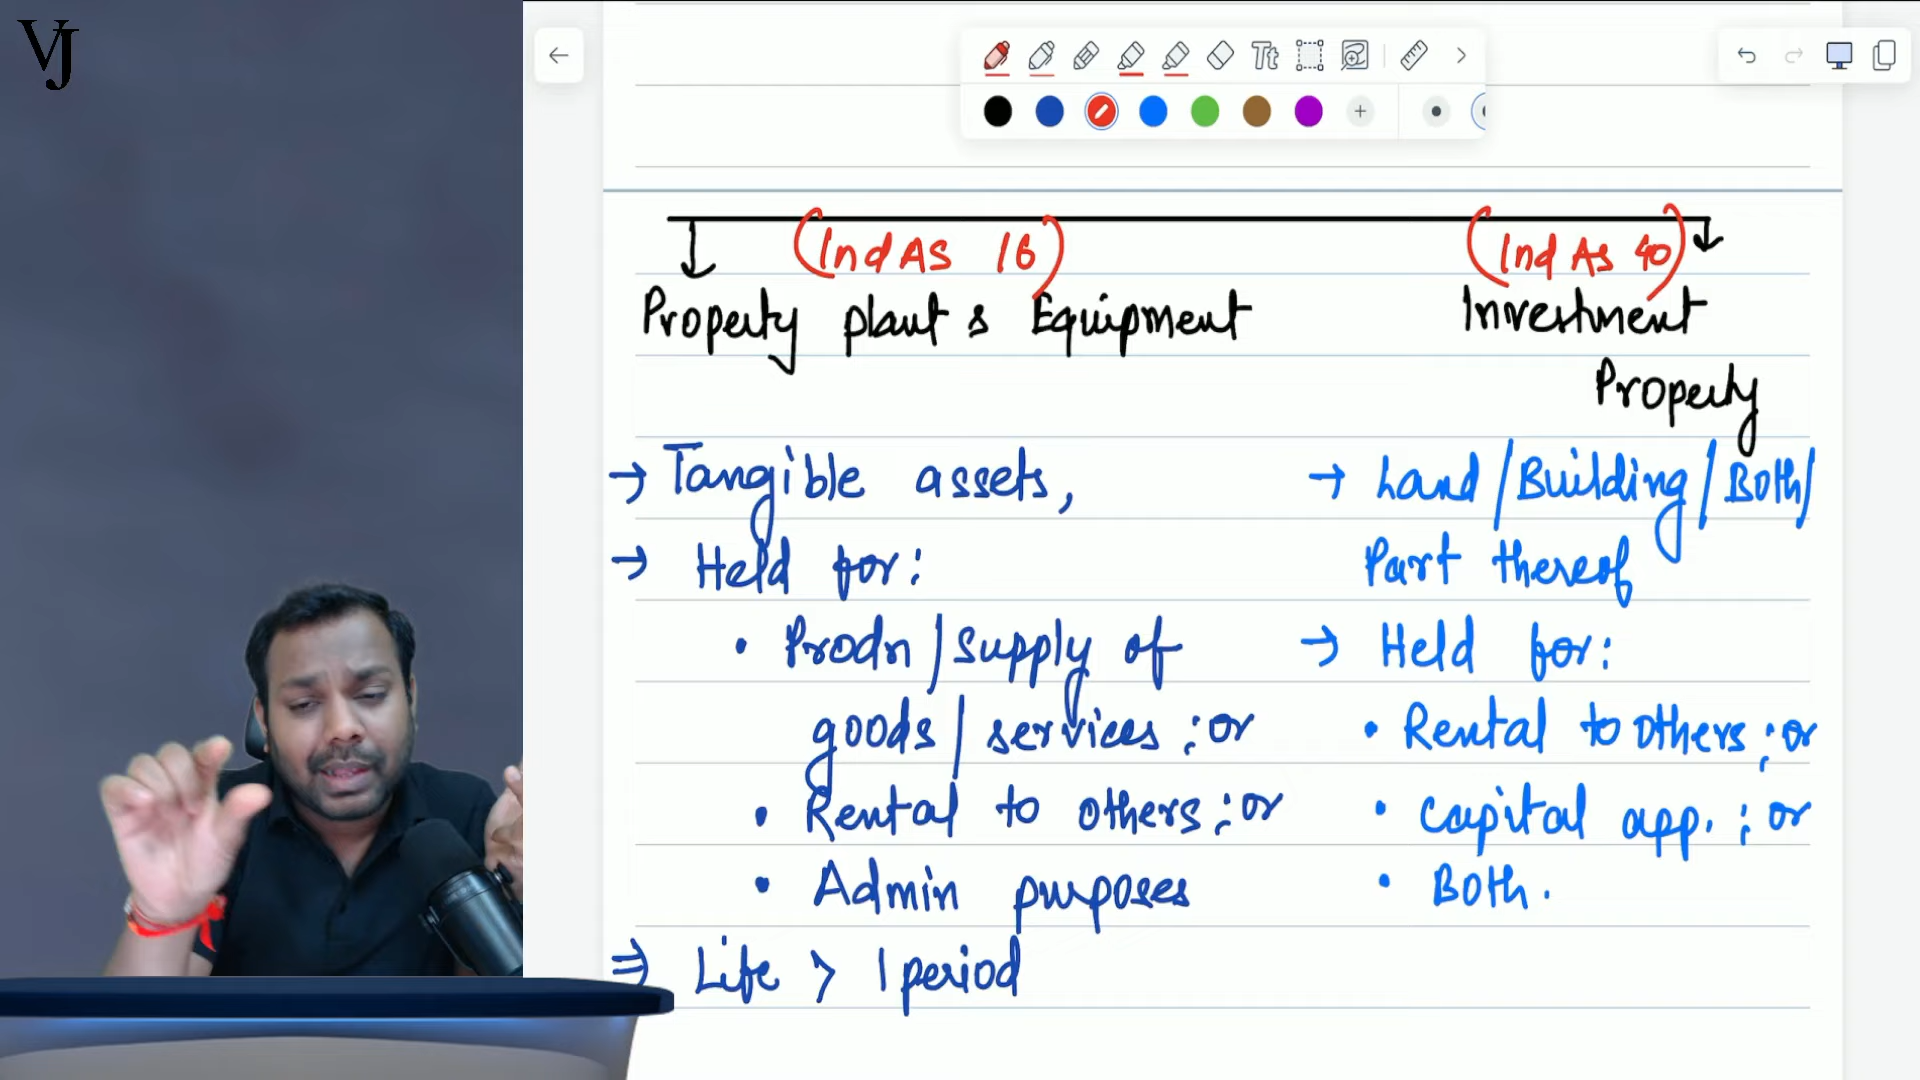 VJ
Tt
(Ind AS 16)
(Ind As 40)
Property plant & Equipment
Investment
Property
→ Tangible assets,
→ Held for:
• Prodn/supply of
goods/services ; or
• Rental to others ; or
• Admin purposes
⇒ Life > 1 period
→ Land/Building/Both/
Part thereof
→ Held for:
• Rental to others ; or
• Capital app. ; or
• Both.